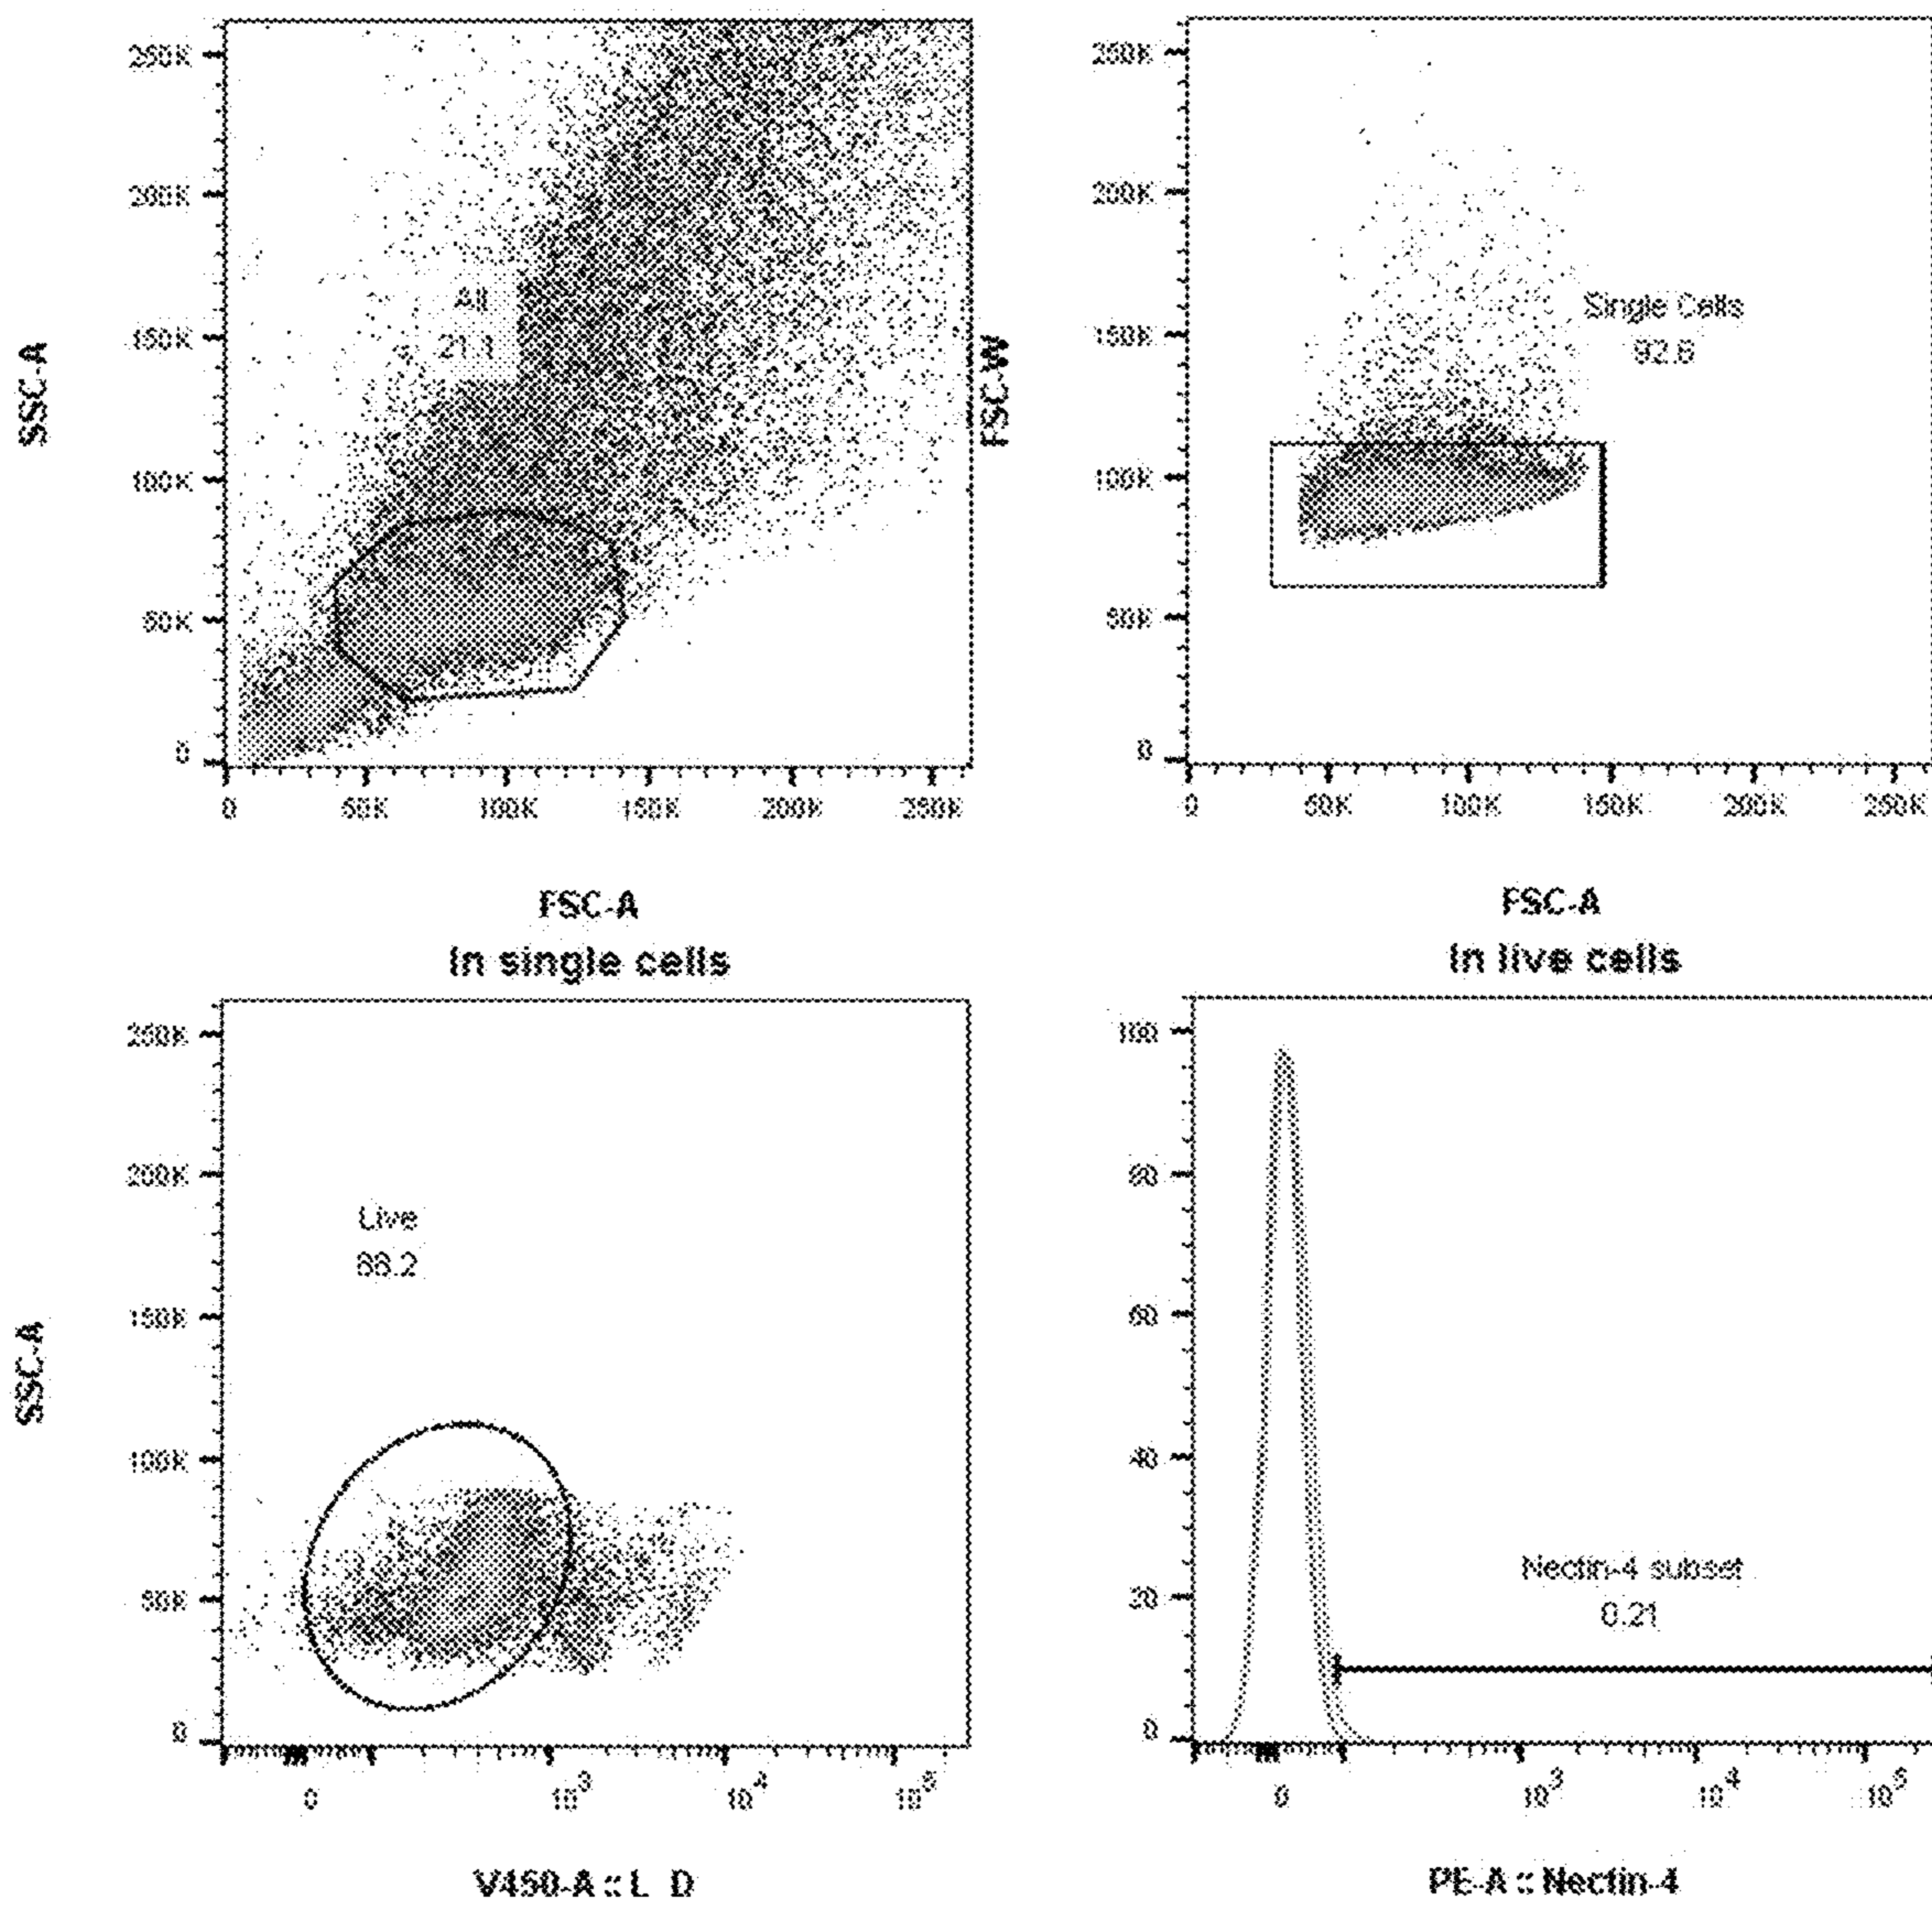 250K
200K
150K
100K
50K
0
SSC-A
All
21.1
0 50K 100K 150K 200K 250K
FSC-A
250K
200K
150K
100K
50K
0
FSC-W
Single Cells
92.8
0 50K 100K 150K 200K 250K
FSC-A
In single cells
250K
200K
150K
100K
50K
0
SSC-A
Live
88.2
0 10^3 10^4 10^5
V450-A :: L_D
In live cells
100
80
60
40
20
0
Nectin-4 subset
0.21
0 10^3 10^4 10^5
PE-A :: Nectin-4